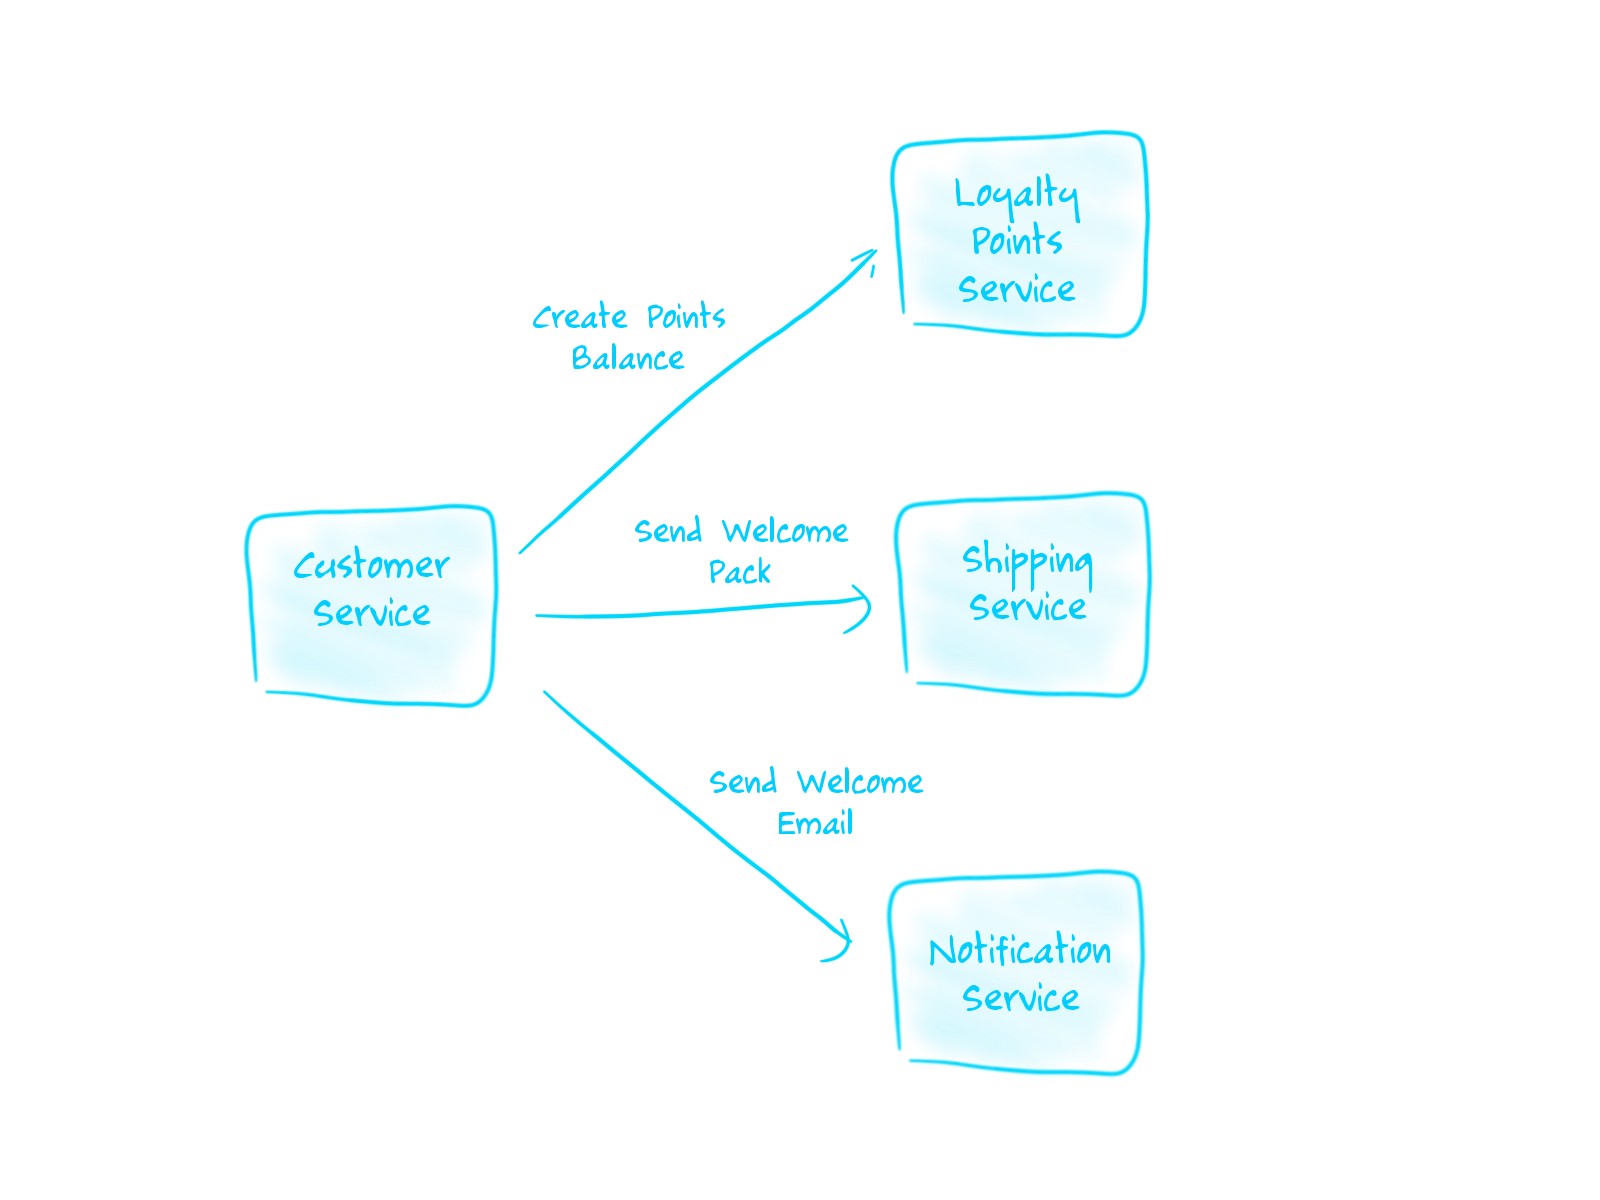 Loyalty
Points
Service
Create Points
Balance
Send Welcome
Pack
Customer
Service
Shipping
Service
Send Welcome
Email
Notification
Service